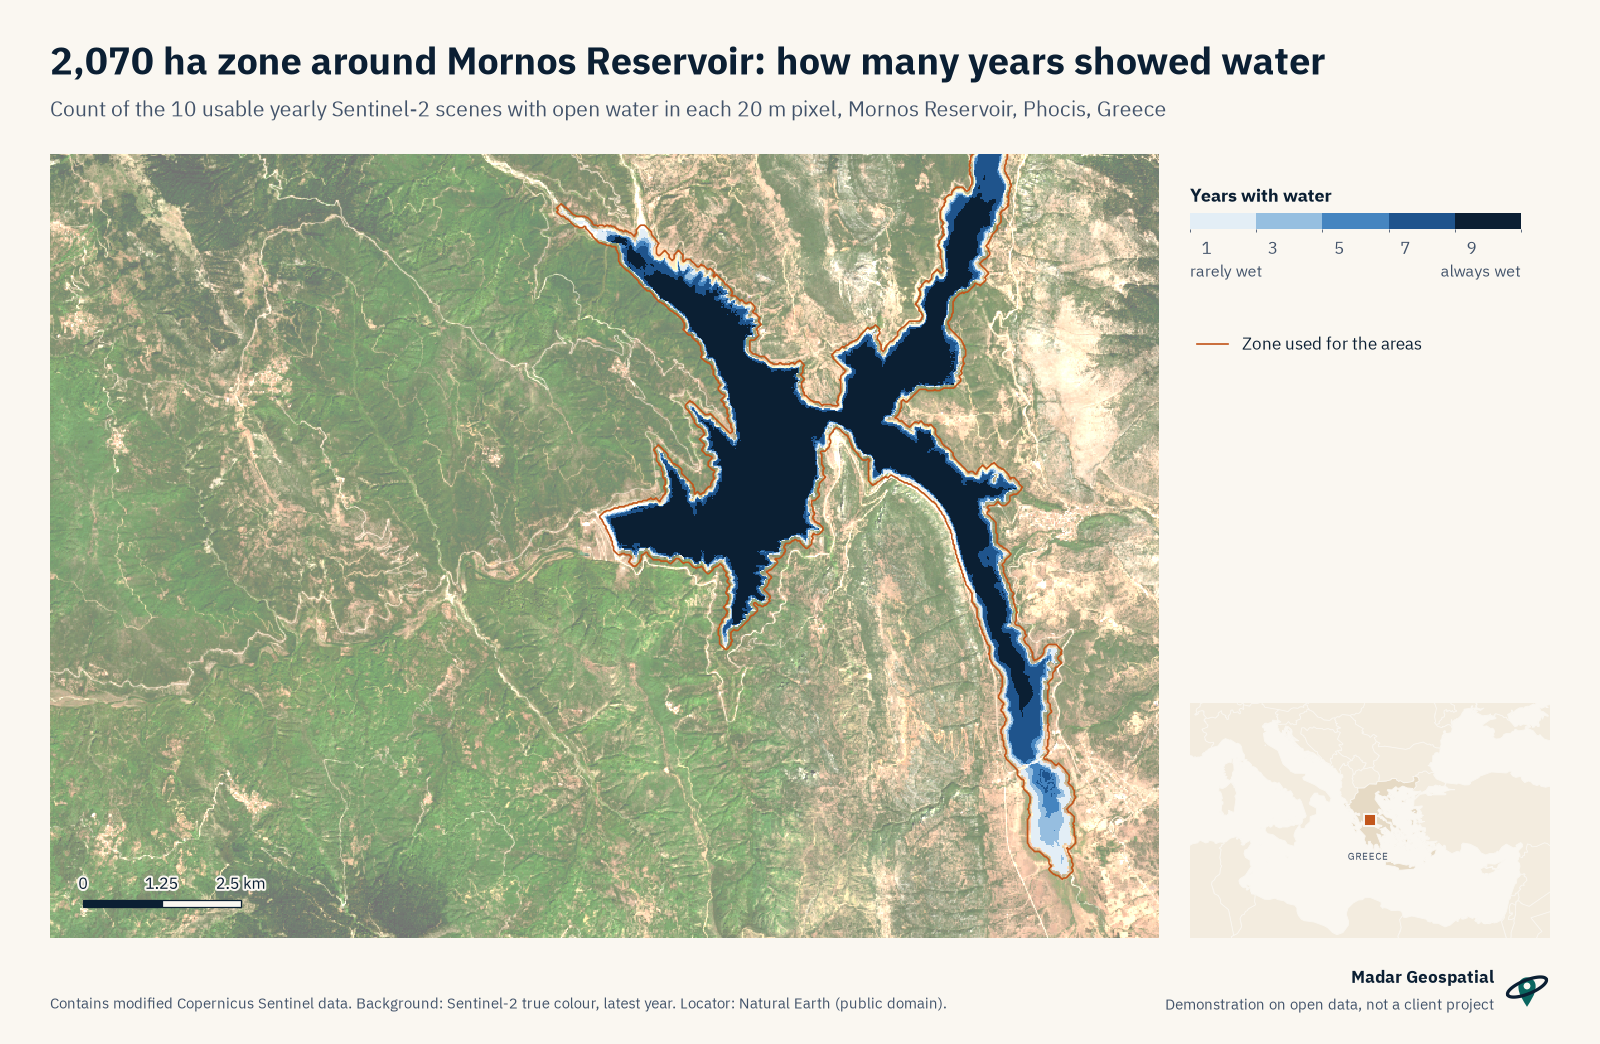 2,070 ha zone around Mornos Reservoir: how many years showed water
Count of the 10 usable yearly Sentinel-2 scenes with open water in each 20 m pixel, Mornos Reservoir, Phocis, Greece
Years with water
1 3 5 7 9
rarely wet always wet
Zone used for the areas
GREECE
0 1.25 2.5 km
Madar Geospatial
Contains modified Copernicus Sentinel data. Background: Sentinel-2 true colour, latest year. Locator: Natural Earth (public domain).
Demonstration on open data, not a client project